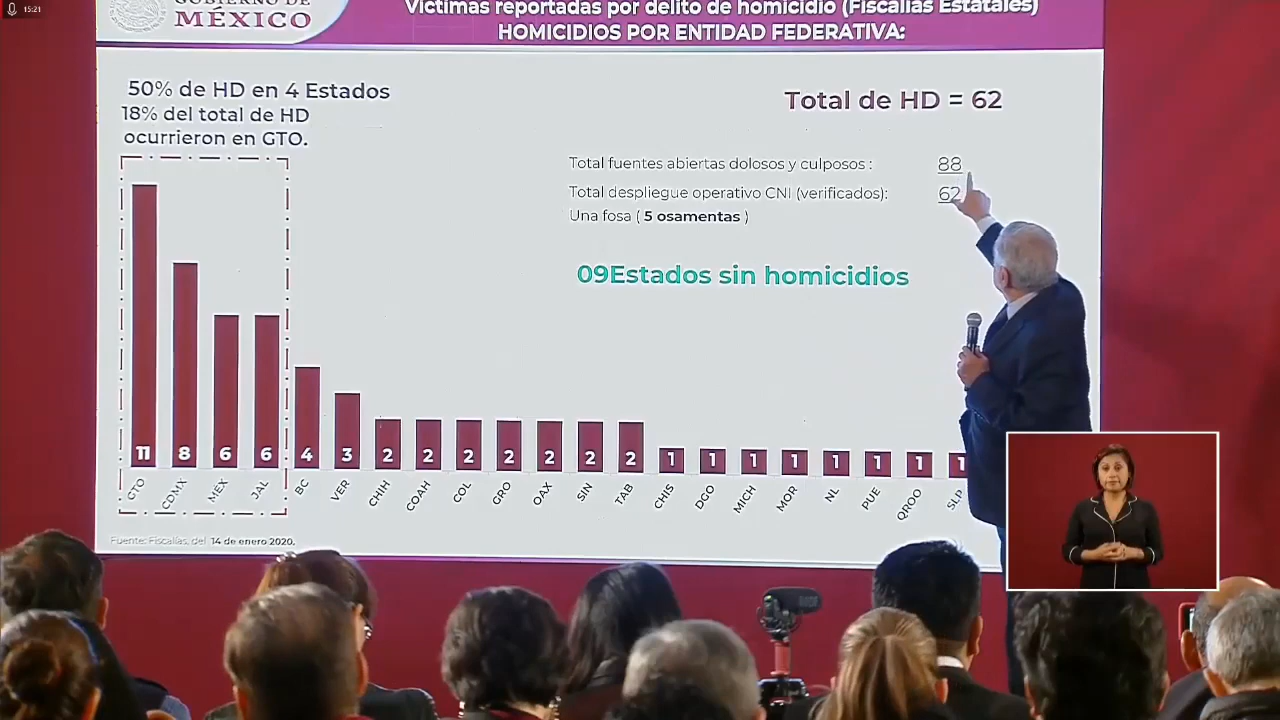 15:21
GOBIERNO DE
MÉXICO
Víctimas reportadas por delito de homicidio (Fiscalías Estatales)
HOMICIDIOS POR ENTIDAD FEDERATIVA:
50% de HD en 4 Estados
18% del total de HD
ocurrieron en GTO.
Total de HD = 62
Total fuentes abiertas dolosos y culposos : 88
Total despliegue operativo CNI (verificados): 62
Una fosa ( 5 osamentas )
09Estados sin homicidios
11 8 6 6 4 3 2 2 2 2 2 2 2 1 1 1 1 1 1 1 1
GTO CDMX MEX JAL BC VER CHIH COAH COL GRO OAX SIN TAB CHIS DGO MICH MOR NL PUE QROO SLP
Fuente: Fiscalías, del 14 de enero 2020.